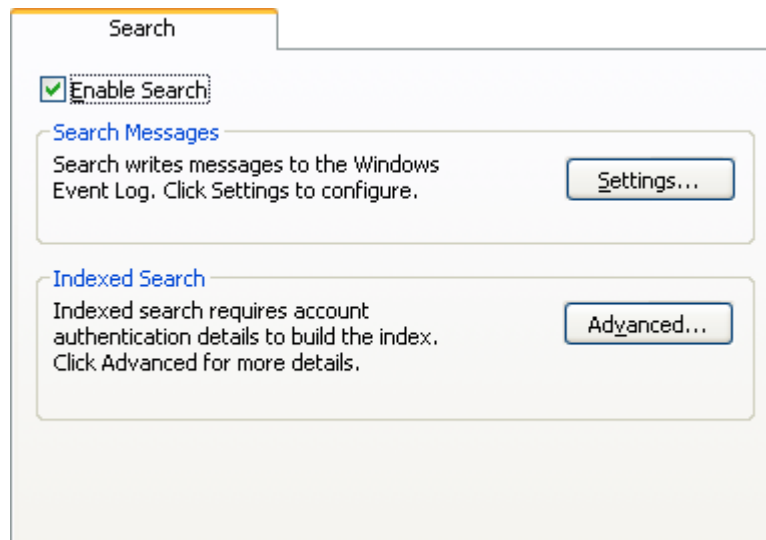 Search
Enable Search
Search Messages
Search writes messages to the Windows
Event Log. Click Settings to configure.
Settings...
Indexed Search
Indexed search requires account
authentication details to build the index.
Click Advanced for more details.
Advanced...